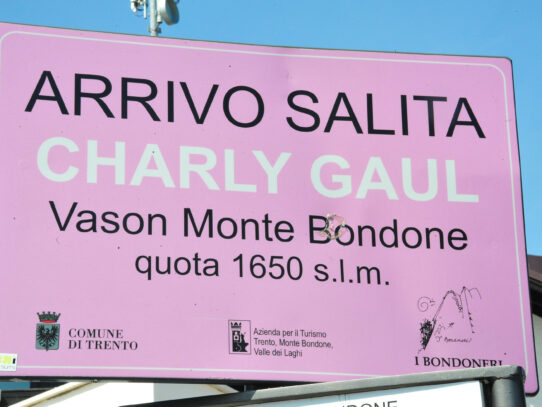 ARRIVO SALITA
CHARLY GAUL
Vason Monte Bondone
quota 1650 s.l.m.
COMUNE
DI TRENTO
Azienda per il Turismo
Trento, Monte Bondone,
Valle dei Laghi
I BONDONERI